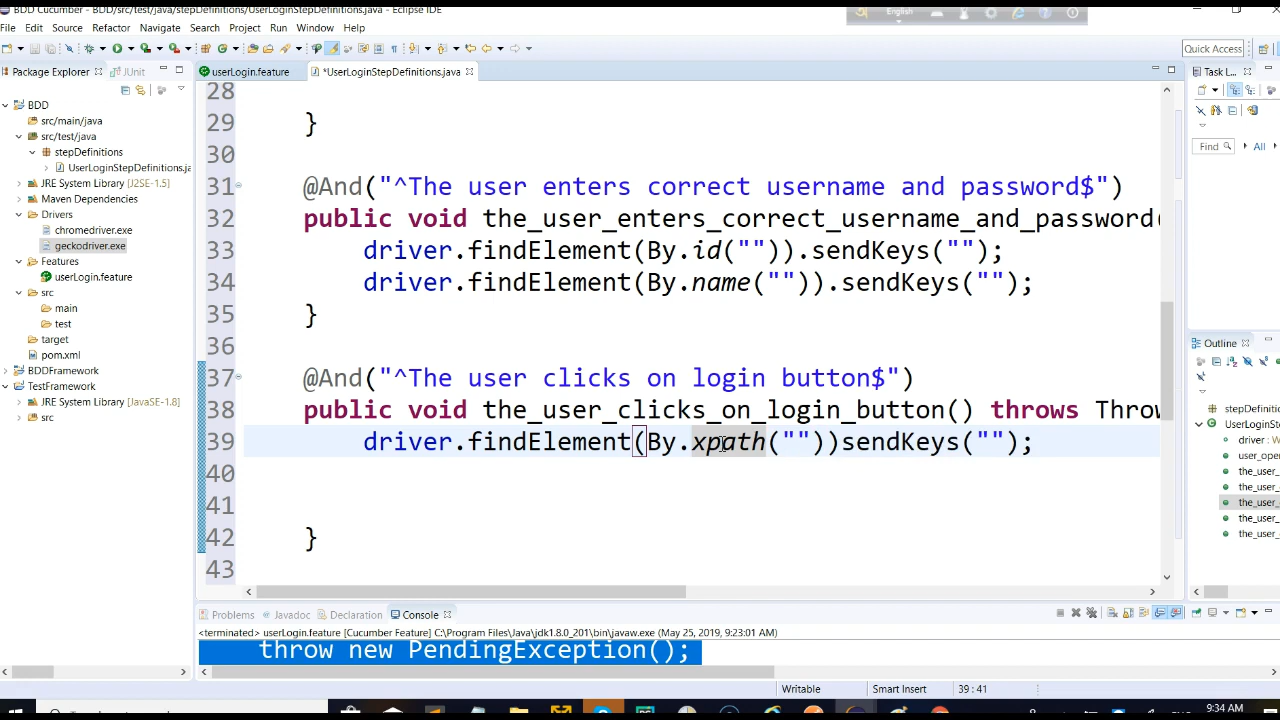 BDD Cucumber - BDD/src/test/java/stepDefinitions/UserLoginStepDefinitions.java - Eclipse IDE
English
File Edit Source Refactor Navigate Search Project Run Window Help
Quick Access
Package Explorer JUnit
userLogin.feature *UserLoginStepDefinitions.java
Task L...
BDD
src/main/java
src/test/java
stepDefinitions
UserLoginStepDefinitions.ja
JRE System Library [J2SE-1.5]
Maven Dependencies
Drivers
chromedriver.exe
geckodriver.exe
Features
userLogin.feature
src
main
test
target
pom.xml
BDDFramework
TestFramework
JRE System Library [JavaSE-1.8]
src
28
29 }
30
31 @And("^The user enters correct username and password$")
32 public void the_user_enters_correct_username_and_password(
33 driver.findElement(By.id("")).sendKeys("");
34 driver.findElement(By.name("")).sendKeys("");
35 }
36
37 @And("^The user clicks on login button$")
38 public void the_user_clicks_on_login_button() throws Throw
39 driver.findElement(By.xpath(""))sendKeys("");
40
41
42 }
43
Find All
Outline
stepDefinit
UserLoginSt
driver : W
user_oper
the_user_
the_user_
the_user_
the_user_
the_user_
Problems Javadoc Declaration Console
<terminated> userLogin.feature [Cucumber Feature] C:\Program Files\Java\jdk1.8.0_201\bin\javaw.exe (May 25, 2019, 9:23:01 AM)
throw new PendingException();
Writable Smart Insert 39 : 41
ENG 9:34 AM